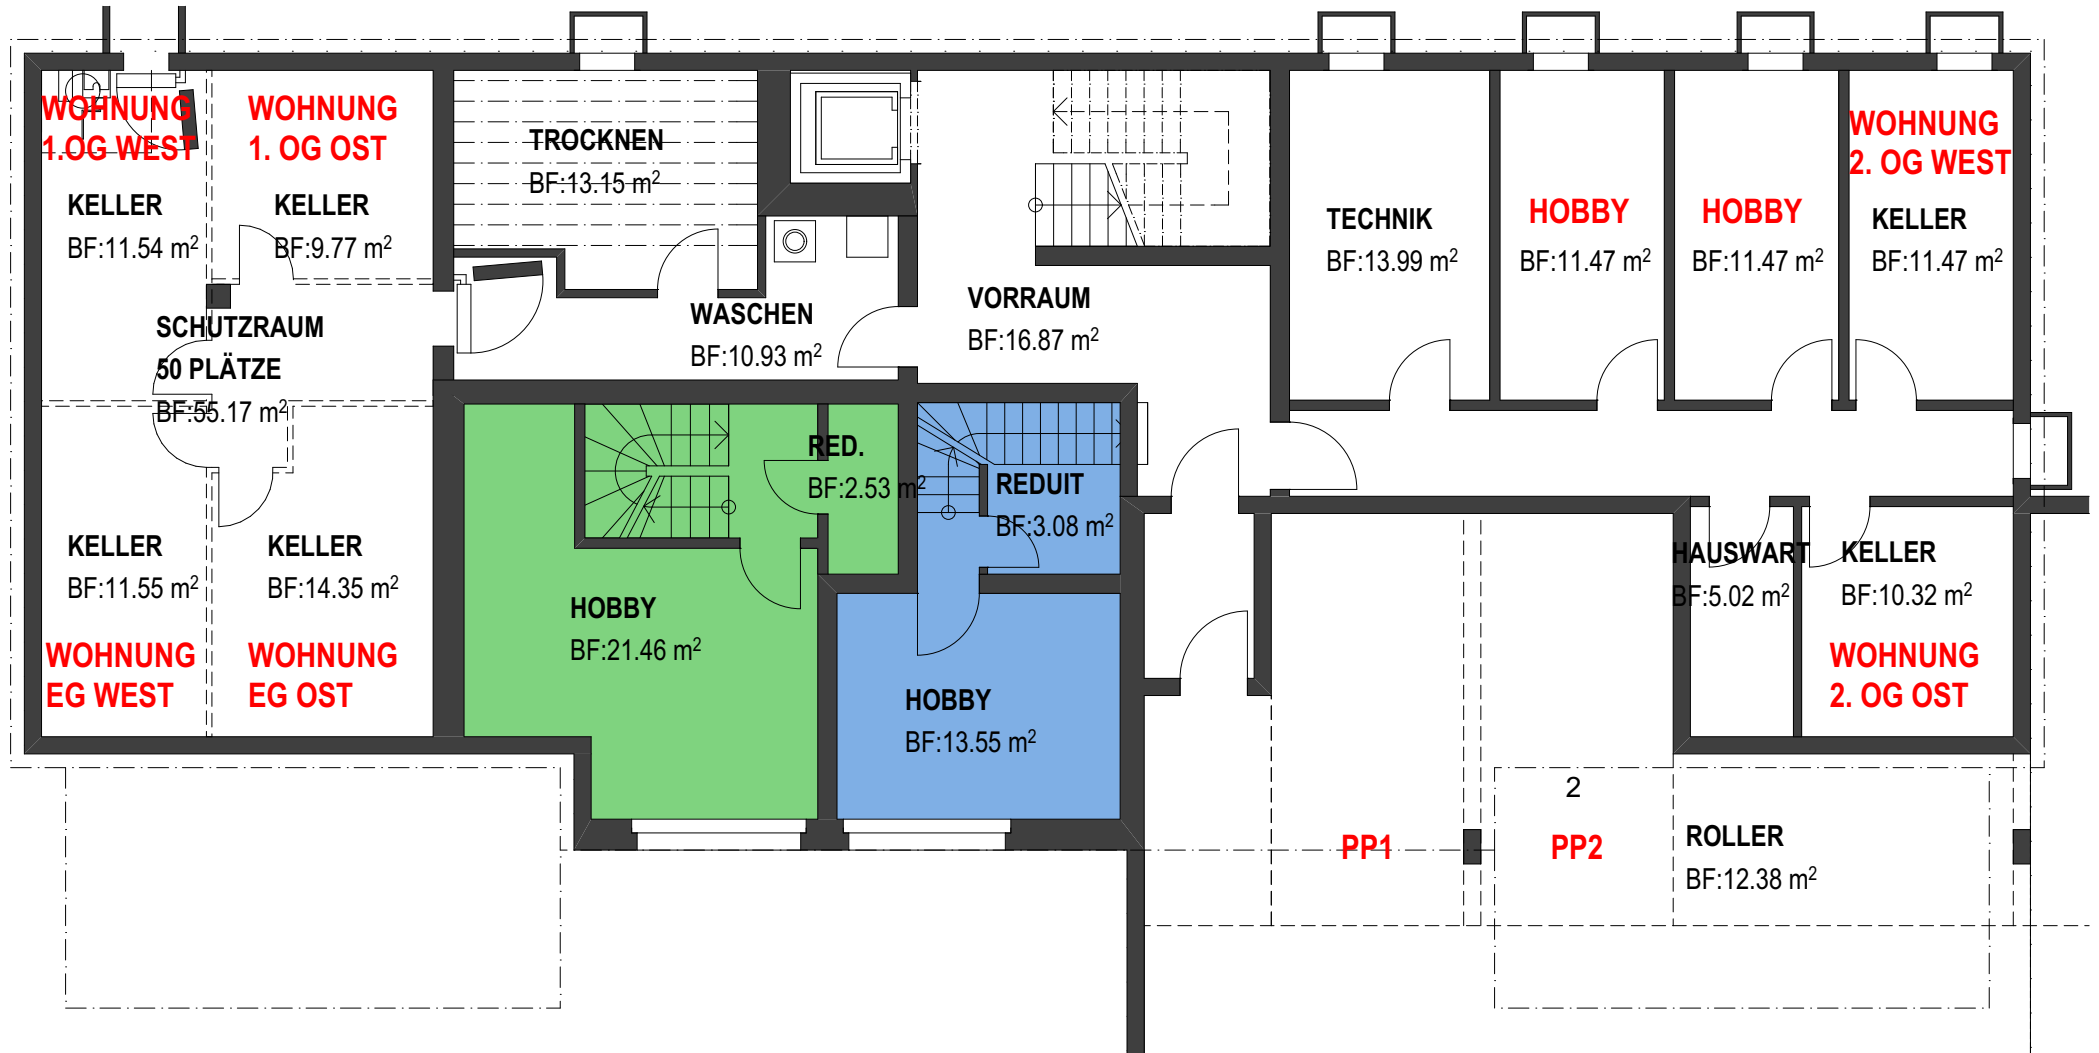 WOHNUNG
1.OG WEST
KELLER
BF:11.54 m²
WOHNUNG
1. OG OST
KELLER
BF:9.77 m²
SCHUTZRAUM
50 PLÄTZE
BF:55.17 m²
KELLER
BF:11.55 m²
WOHNUNG
EG WEST
KELLER
BF:14.35 m²
WOHNUNG
EG OST
TROCKNEN
BF:13.15 m²
WASCHEN
BF:10.93 m²
VORRAUM
BF:16.87 m²
TECHNIK
BF:13.99 m²
HOBBY
BF:11.47 m²
HOBBY
BF:11.47 m²
WOHNUNG
2. OG WEST
KELLER
BF:11.47 m²
RED.
BF:2.53 m²
REDUIT
BF:3.08 m²
HOBBY
BF:21.46 m²
HOBBY
BF:13.55 m²
HAUSWART
BF:5.02 m²
KELLER
BF:10.32 m²
WOHNUNG
2. OG OST
PP1
2
PP2
ROLLER
BF:12.38 m²